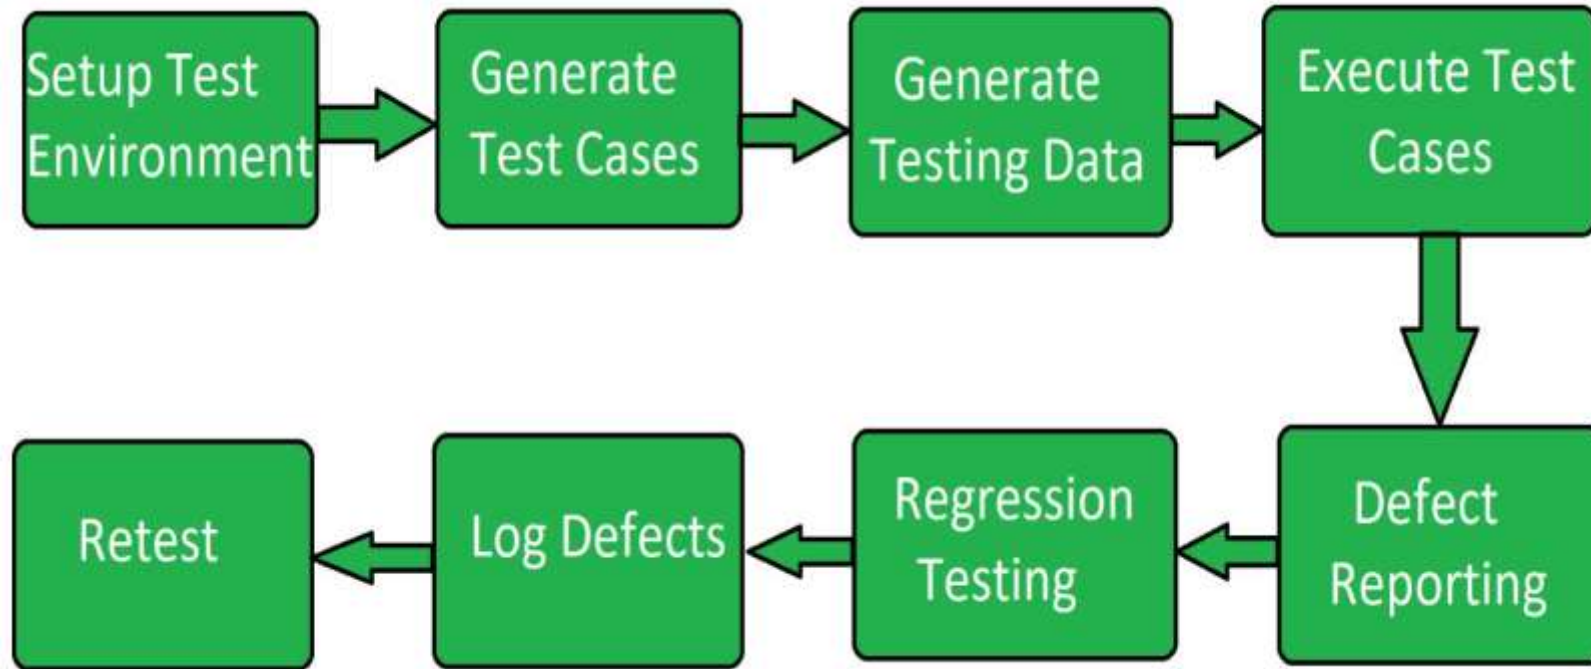 Setup Test
Environment
Generate
Test Cases
Generate
Testing Data
Execute Test
Cases
Defect
Reporting
Regression
Testing
Log Defects
Retest